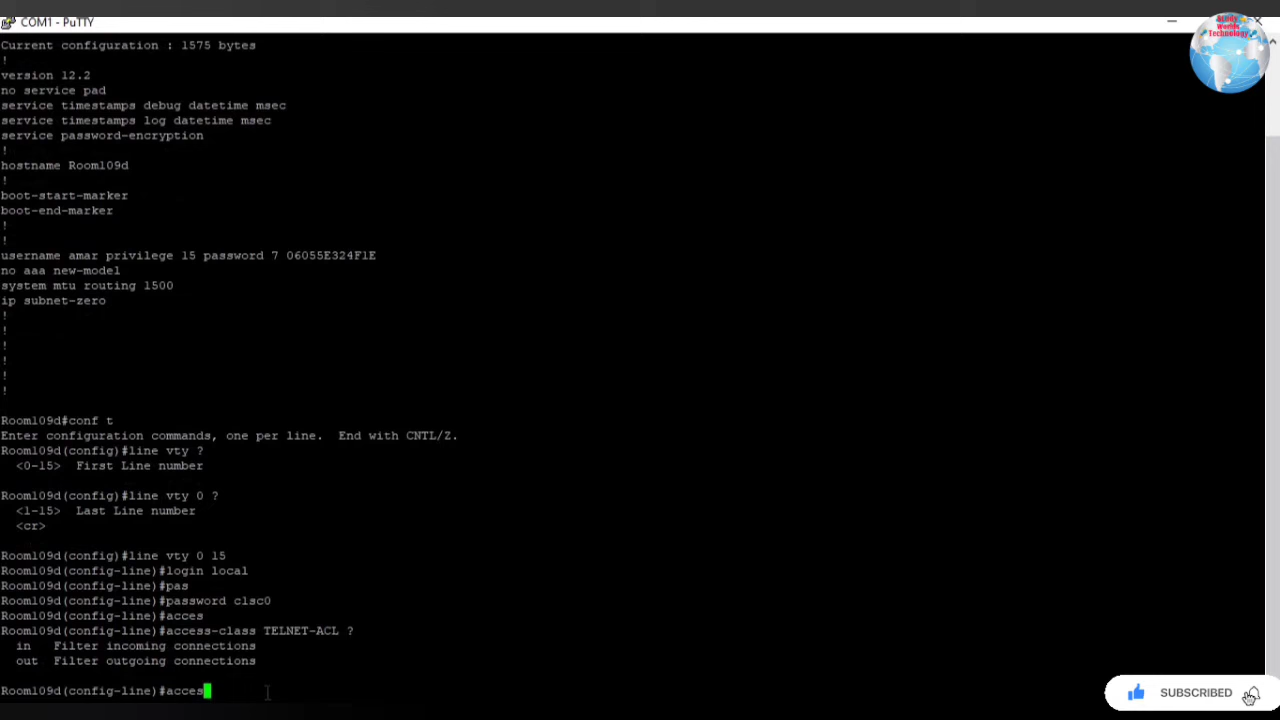 COM1 - PuTTY
Study
worlds
Technology
Current configuration : 1575 bytes
!
version 12.2
no service pad
service timestamps debug datetime msec
service timestamps log datetime msec
service password-encryption
!
hostname Room109d
!
boot-start-marker
boot-end-marker
!
!
username amar privilege 15 password 7 06055E324F1E
no aaa new-model
system mtu routing 1500
ip subnet-zero
!
!
!
!
!
!
Room109d#conf t
Enter configuration commands, one per line.  End with CNTL/Z.
Room109d(config)#line vty ?
  <0-15>  First Line number
Room109d(config)#line vty 0 ?
  <1-15>  Last Line number
  <cr>
Room109d(config)#line vty 0 15
Room109d(config-line)#login local
Room109d(config-line)#pas
Room109d(config-line)#password c1sc0
Room109d(config-line)#acces
Room109d(config-line)#access-class TELNET-ACL ?
  in   Filter incoming connections
  out  Filter outgoing connections
Room109d(config-line)#acces
SUBSCRIBED